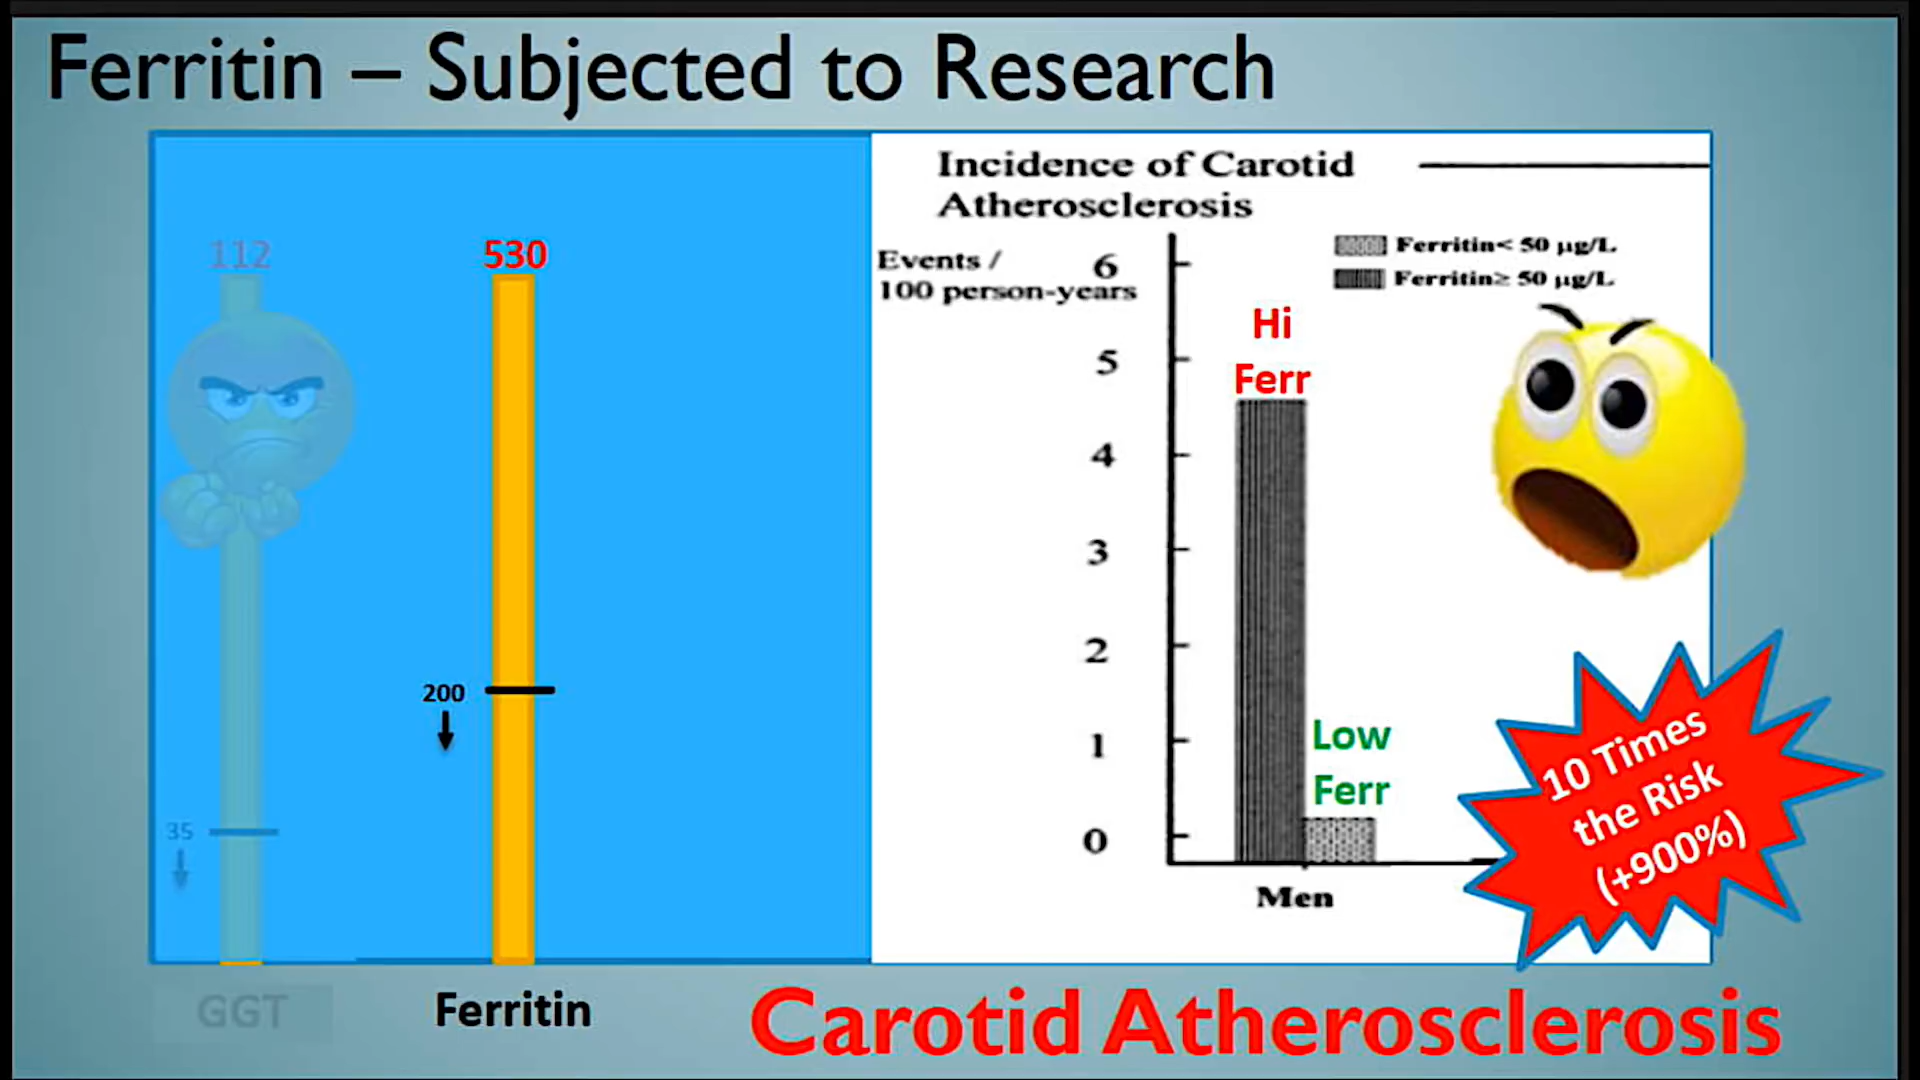 Ferritin – Subjected to Research
112
35
GGT
530
200
Ferritin
Incidence of Carotid
Atherosclerosis
Events /
100 person-years
Ferritin< 50 µg/L
Ferritin≥ 50 µg/L
6
5
4
3
2
1
0
Hi
Ferr
Low
Ferr
Men
10 Times
the Risk
(+900%)
Carotid Atherosclerosis